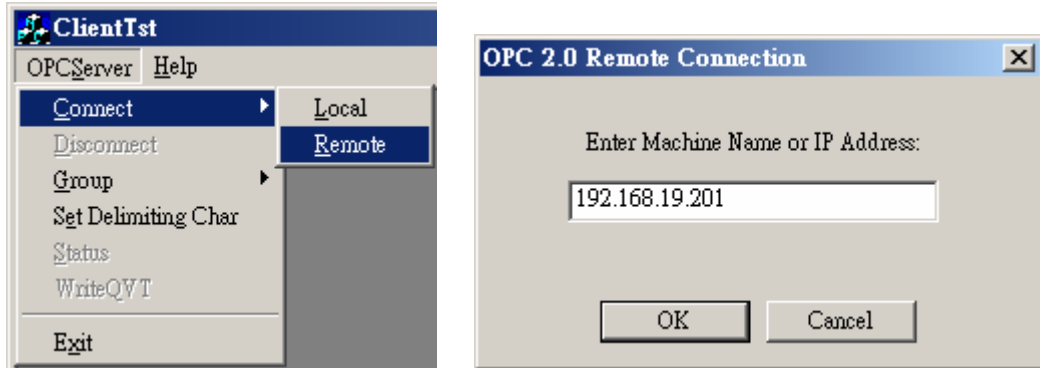 ClientTst
OPCServer Help
Connect
Disconnect
Group
Set Delimiting Char
Status
WriteQVT
Exit
Local
Remote
OPC 2.0 Remote Connection
Enter Machine Name or IP Address:
192.168.19.201
OK Cancel